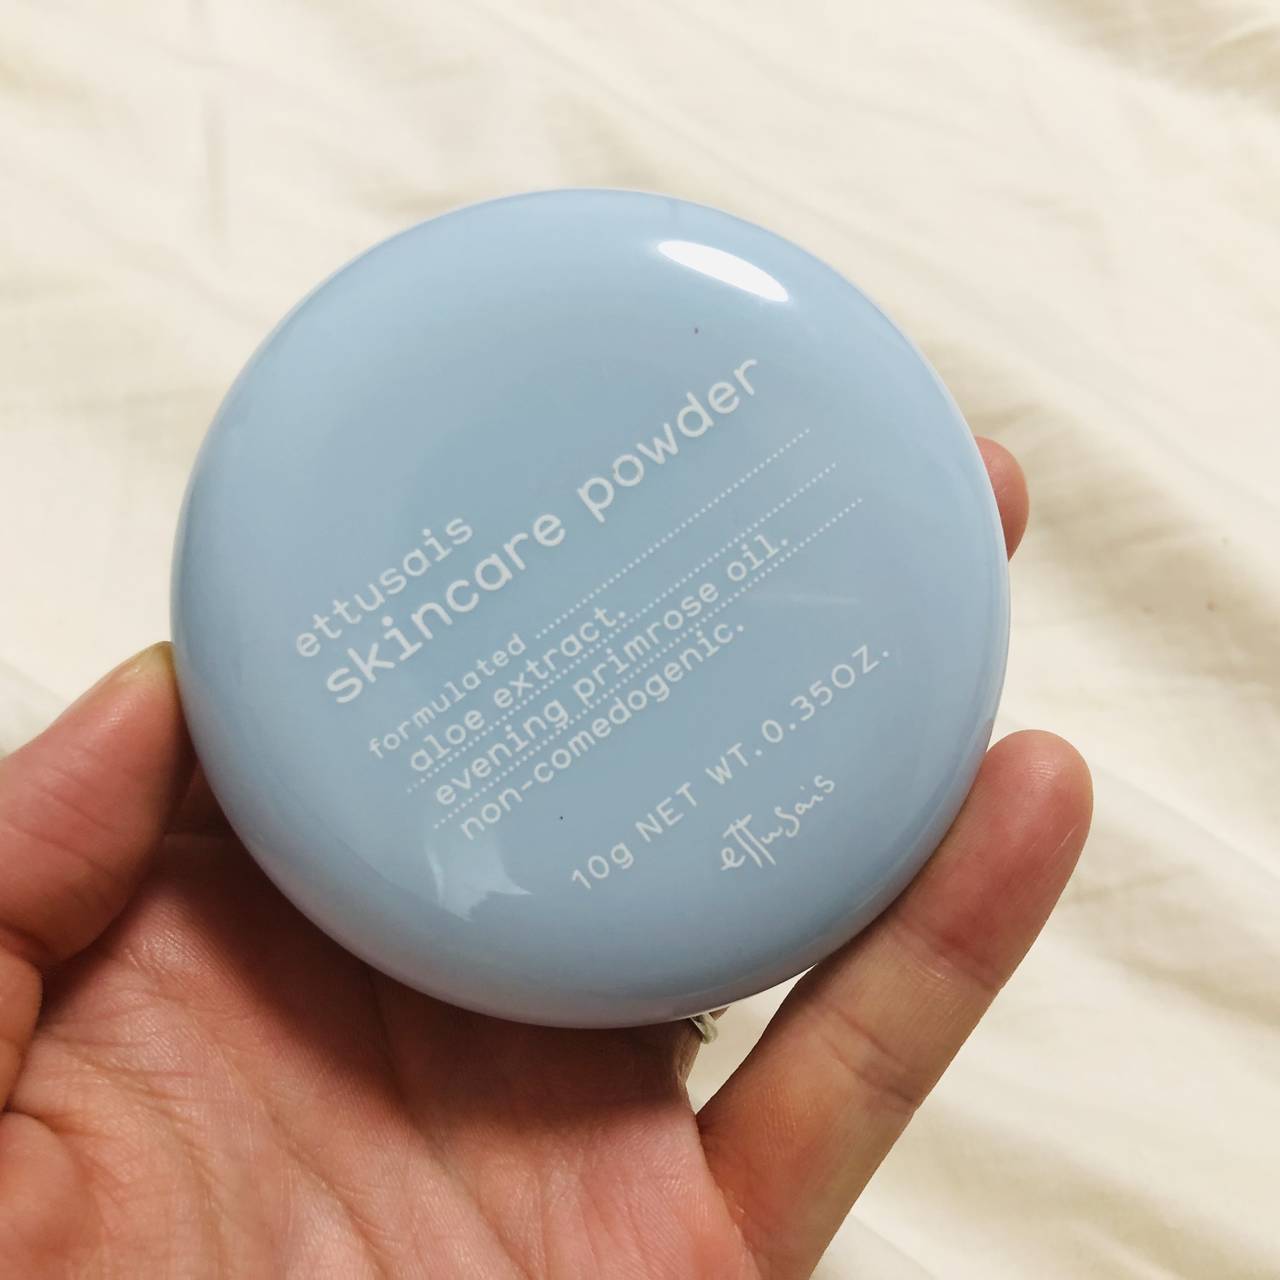 ettusais
skincare powder
formulated
aloe extract.
evening primrose oil.
non-comedogenic.
10g NET WT.0.35OZ.
ettusais